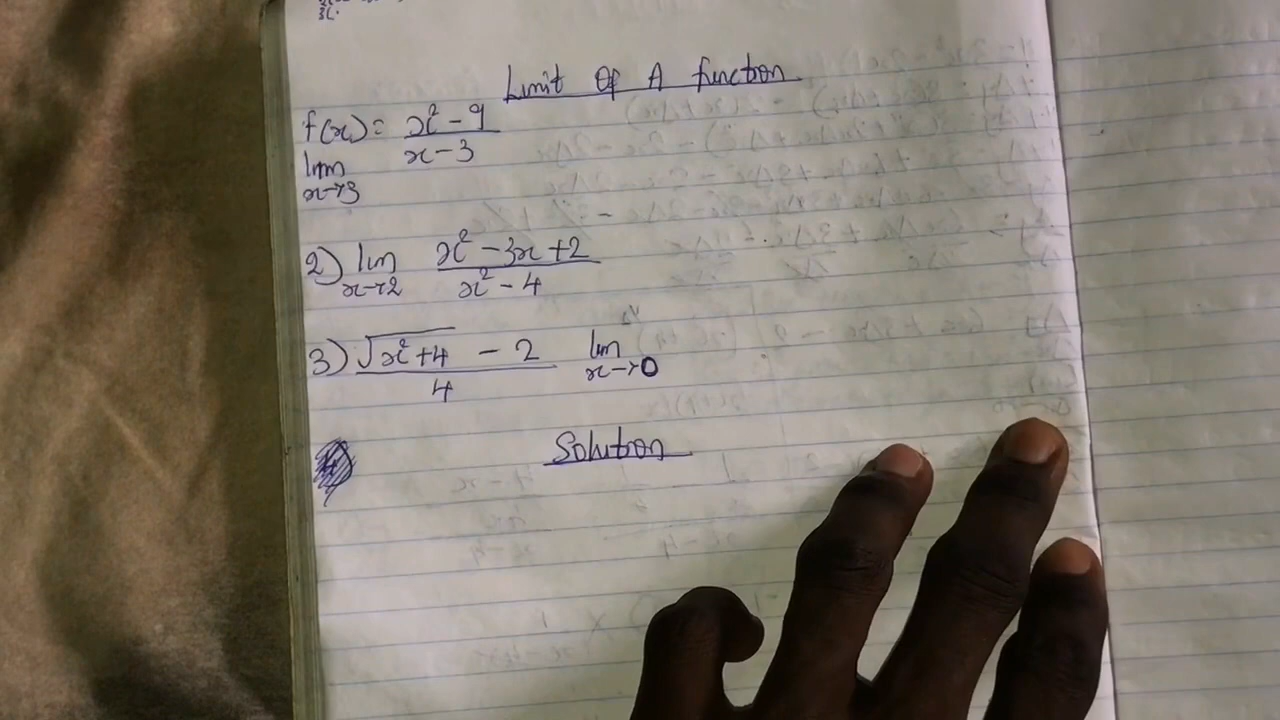 Limit Of A function
f(x) = x² - 9 / x - 3
lim x→3
2) lim x→2 x² - 3x + 2 / x² - 4
3) √x²+4 - 2 / 4 lim x→0
Solution